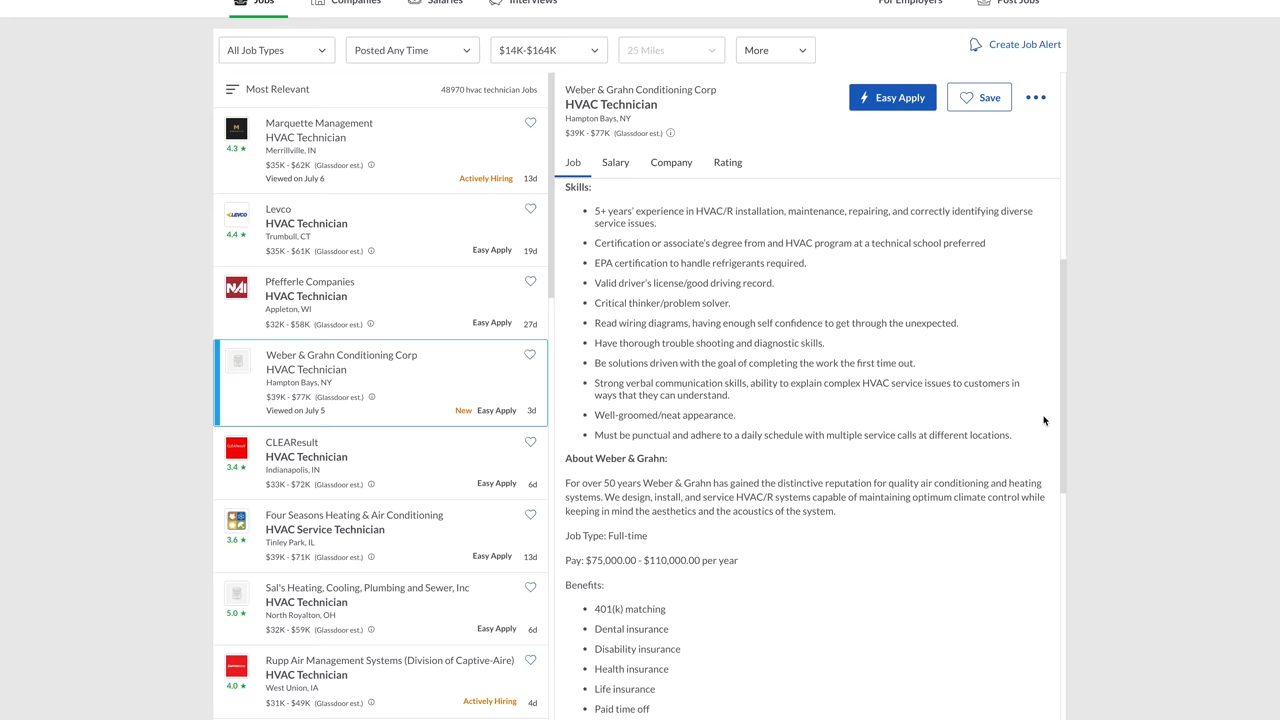 Jobs
Companies
Salaries
Interviews
For Employers
Post Jobs
All Job Types
Posted Any Time
$14K-$164K
25 Miles
More
Create Job Alert
Most Relevant
48970 hvac technician Jobs
Marquette Management
HVAC Technician
Merrillville, IN
4.3 ★
$35K - $62K (Glassdoor est.)
Viewed on July 6
Actively Hiring 13d
LEVCO
Levco
HVAC Technician
Trumbull, CT
4.4 ★
$35K - $61K (Glassdoor est.)
Easy Apply 19d
NAI
Pfefferle Companies
HVAC Technician
Appleton, WI
$32K - $58K (Glassdoor est.)
Easy Apply 27d
Weber & Grahn Conditioning Corp
HVAC Technician
Hampton Bays, NY
$39K - $77K (Glassdoor est.)
Viewed on July 5
New Easy Apply 3d
CLEAResult
HVAC Technician
Indianapolis, IN
3.4 ★
$33K - $72K (Glassdoor est.)
Easy Apply 6d
Four Seasons Heating & Air Conditioning
HVAC Service Technician
Tinley Park, IL
3.6 ★
$39K - $71K (Glassdoor est.)
Easy Apply 13d
Sal's Heating, Cooling, Plumbing and Sewer, Inc
HVAC Technician
North Royalton, OH
5.0 ★
$32K - $59K (Glassdoor est.)
Easy Apply 6d
Rupp Air Management Systems (Division of Captive-Aire)
HVAC Technician
West Union, IA
4.0 ★
$31K - $49K (Glassdoor est.)
Actively Hiring 4d
Weber & Grahn Conditioning Corp
HVAC Technician
Hampton Bays, NY
$39K - $77K (Glassdoor est.)
Easy Apply
Save
Job Salary Company Rating
Skills:
• 5+ years' experience in HVAC/R installation, maintenance, repairing, and correctly identifying diverse
service issues.
• Certification or associate's degree from and HVAC program at a technical school preferred
• EPA certification to handle refrigerants required.
• Valid driver's license/good driving record.
• Critical thinker/problem solver.
• Read wiring diagrams, having enough self confidence to get through the unexpected.
• Have thorough trouble shooting and diagnostic skills.
• Be solutions driven with the goal of completing the work the first time out.
• Strong verbal communication skills, ability to explain complex HVAC service issues to customers in
ways that they can understand.
• Well-groomed/neat appearance.
• Must be punctual and adhere to a daily schedule with multiple service calls at different locations.
About Weber & Grahn:
For over 50 years Weber & Grahn has gained the distinctive reputation for quality air conditioning and heating
systems. We design, install, and service HVAC/R systems capable of maintaining optimum climate control while
keeping in mind the aesthetics and the acoustics of the system.
Job Type: Full-time
Pay: $75,000.00 - $110,000.00 per year
Benefits:
• 401(k) matching
• Dental insurance
• Disability insurance
• Health insurance
• Life insurance
• Paid time off